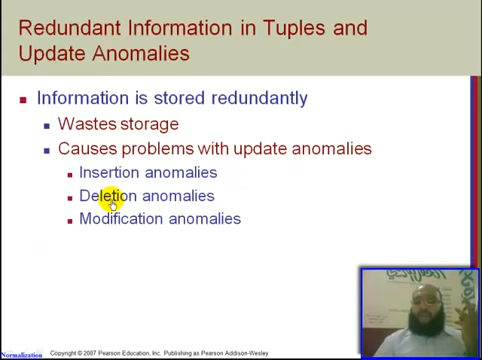 Redundant Information in Tuples and
Update Anomalies
Information is stored redundantly
Wastes storage
Causes problems with update anomalies
Insertion anomalies
Deletion anomalies
Modification anomalies
Normalization
Copyright © 2007 Pearson Education, Inc. Publishing as Pearson Addison-Wesley